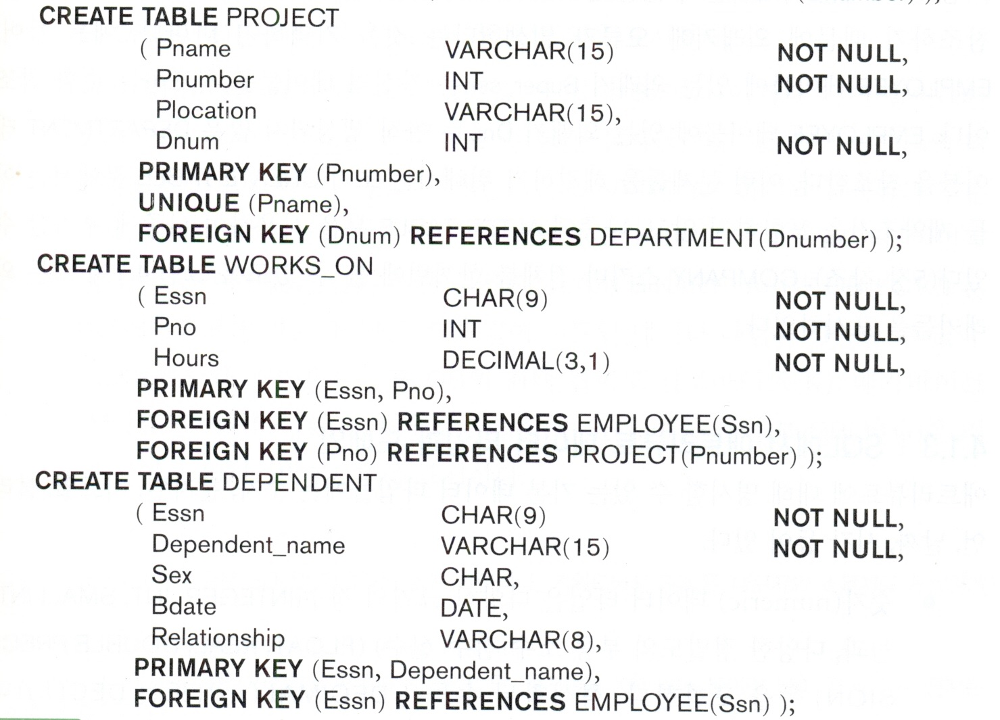 CREATE TABLE PROJECT
( Pname VARCHAR(15) NOT NULL,
Pnumber INT NOT NULL,
Plocation VARCHAR(15),
Dnum INT NOT NULL,
PRIMARY KEY (Pnumber),
UNIQUE (Pname),
FOREIGN KEY (Dnum) REFERENCES DEPARTMENT(Dnumber) );
CREATE TABLE WORKS_ON
( Essn CHAR(9) NOT NULL,
Pno INT NOT NULL,
Hours DECIMAL(3,1) NOT NULL,
PRIMARY KEY (Essn, Pno),
FOREIGN KEY (Essn) REFERENCES EMPLOYEE(Ssn),
FOREIGN KEY (Pno) REFERENCES PROJECT(Pnumber) );
CREATE TABLE DEPENDENT
( Essn CHAR(9) NOT NULL,
Dependent_name VARCHAR(15) NOT NULL,
Sex CHAR,
Bdate DATE,
Relationship VARCHAR(8),
PRIMARY KEY (Essn, Dependent_name),
FOREIGN KEY (Essn) REFERENCES EMPLOYEE(Ssn) );